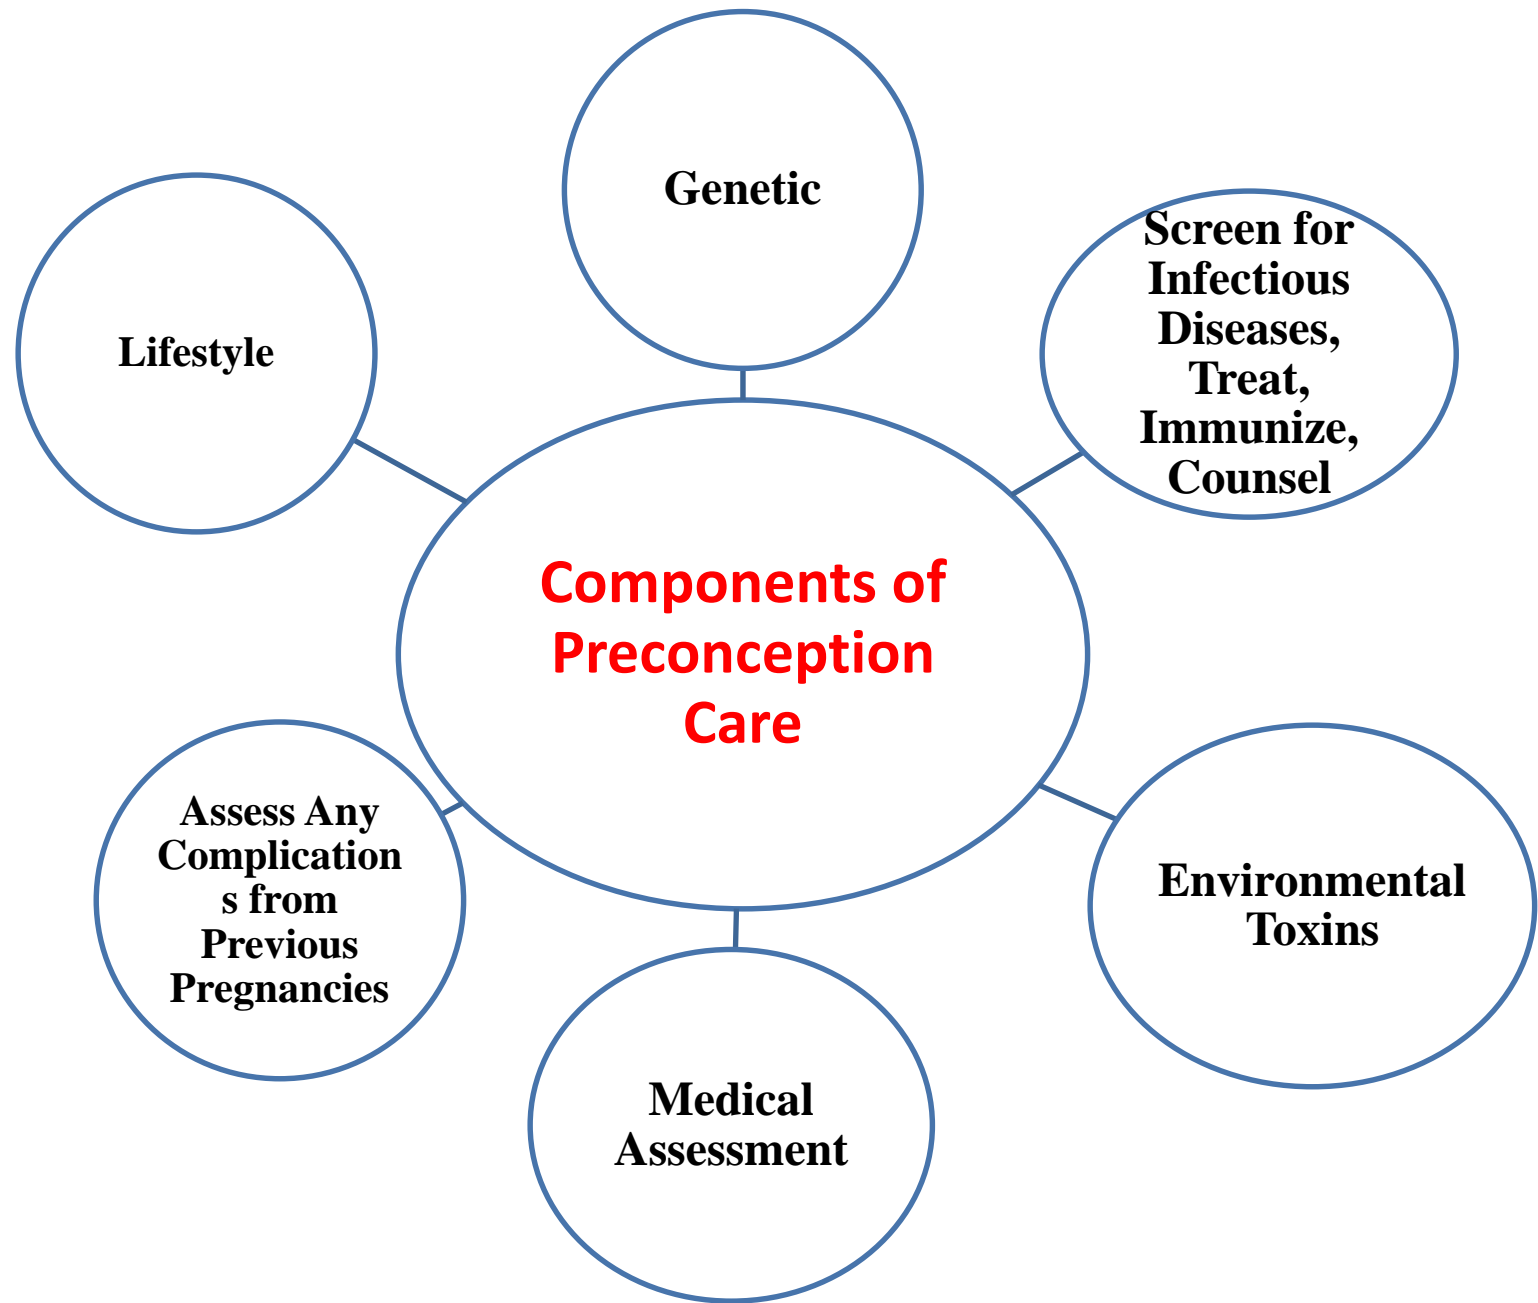 Genetic
Screen for
Infectious
Diseases,
Treat,
Immunize,
Counsel
Lifestyle
Components of
Preconception
Care
Assess Any
Complication
s from
Previous
Pregnancies
Environmental
Toxins
Medical
Assessment